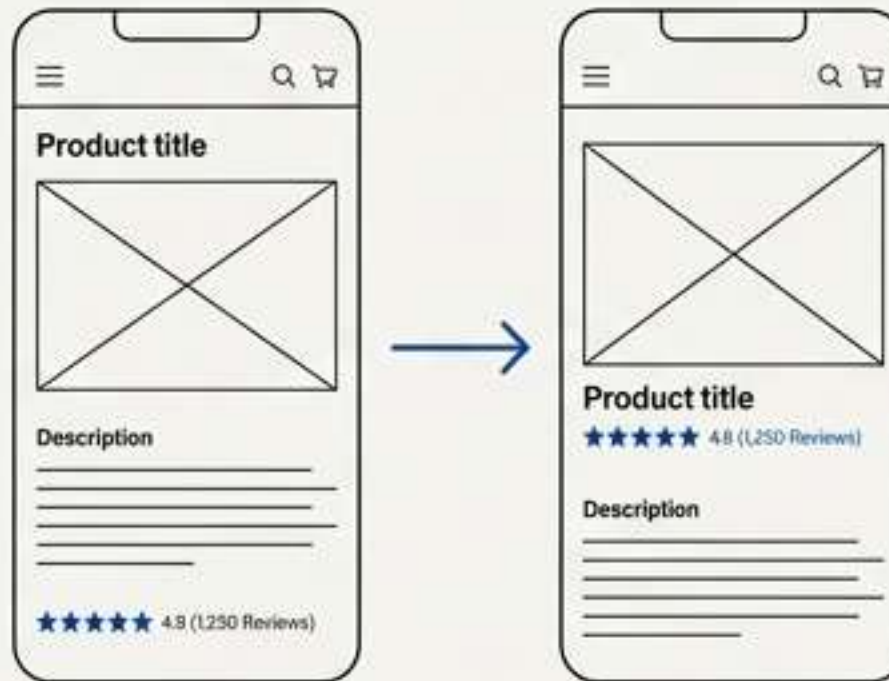 Product title
Description
4.8 (1,250 Reviews)
Product title
4.8 (1,250 Reviews)
Description